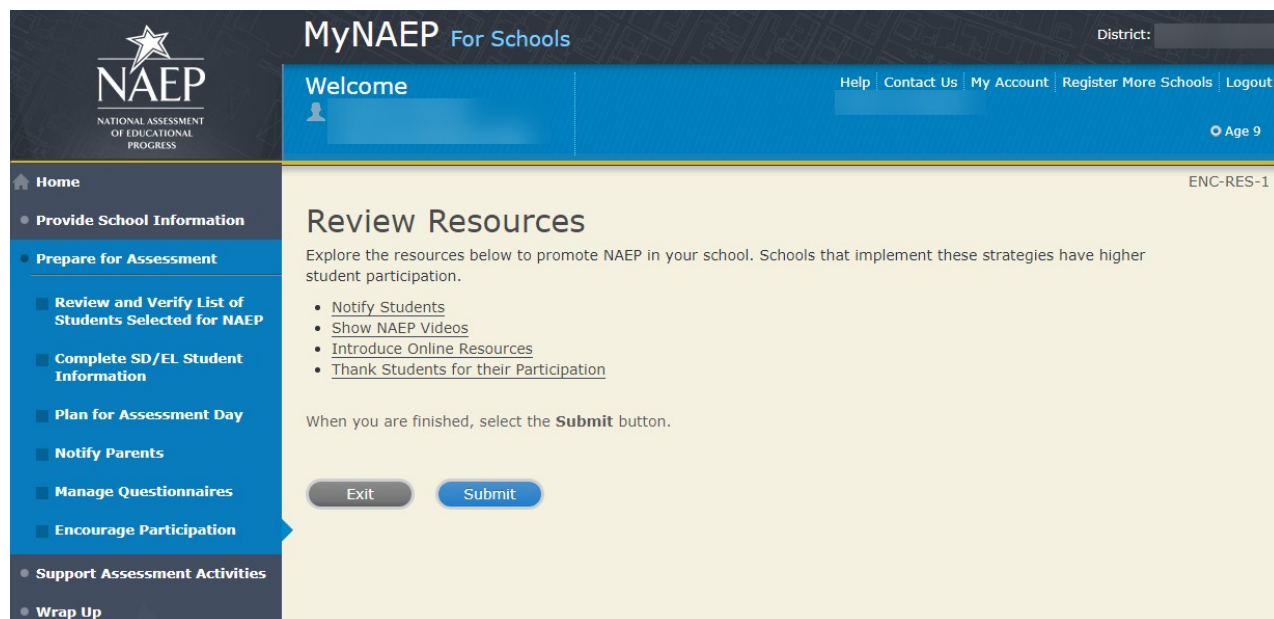 MyNAEP For Schools
District:
NAEP
NATIONAL ASSESSMENT
OF EDUCATIONAL
PROGRESS
Welcome
Help Contact Us My Account Register More Schools Logout
Age 9
Home
Provide School Information
Prepare for Assessment
Review and Verify List of
Students Selected for NAEP
Complete SD/EL Student
Information
Plan for Assessment Day
Notify Parents
Manage Questionnaires
Encourage Participation
Support Assessment Activities
Wrap Up
ENC-RES-1
Review Resources
Explore the resources below to promote NAEP in your school. Schools that implement these strategies have higher
student participation.
Notify Students
Show NAEP Videos
Introduce Online Resources
Thank Students for their Participation
When you are finished, select the Submit button.
Exit Submit